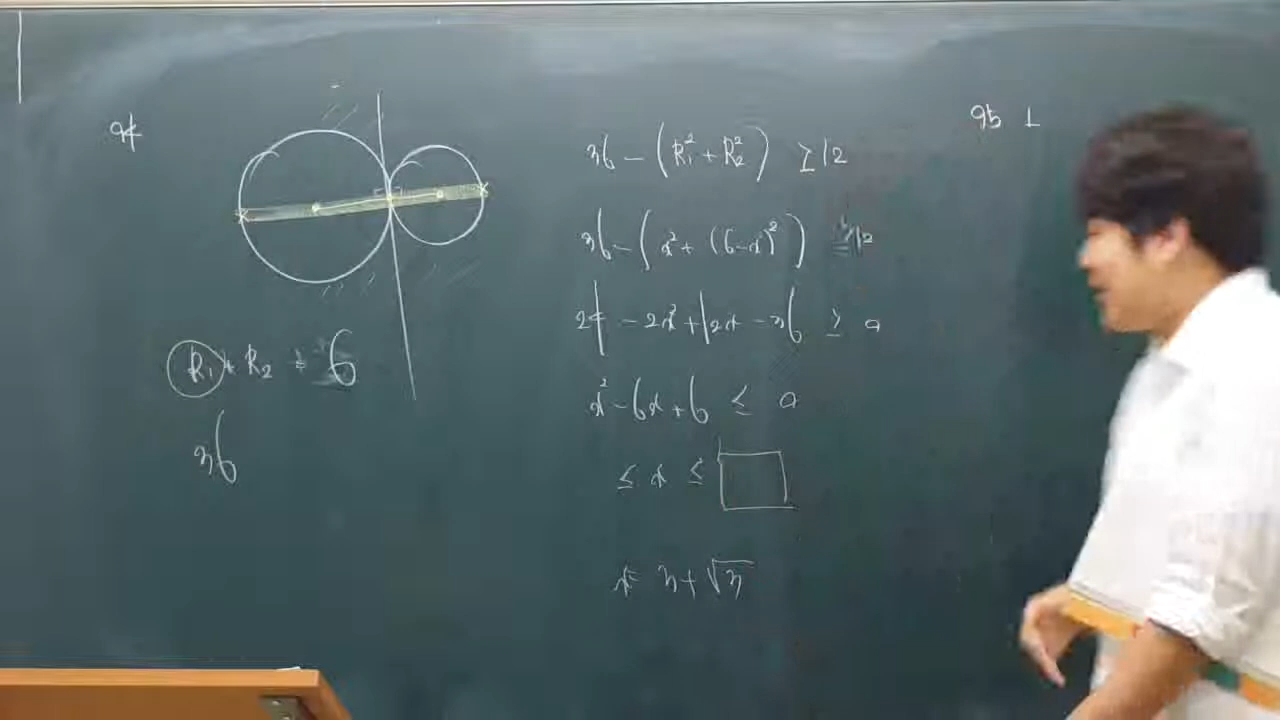 94
R₁ + R₂ = 6
36
36 - (R₁² + R₂²) ≥ 12
36 - (x² + (6-x)²) ≥ 12
24 - 2x² + 12x - 36 ≥ 0
x² - 6x + 6 ≤ 0
≤ x ≤
x = 3 + √3
95 1